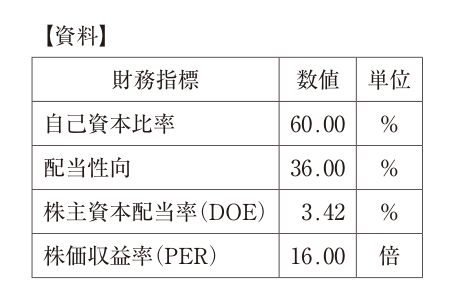 【資料】
財務指標 数値 単位
自己資本比率 60.00 %
配当性向 36.00 %
株主資本配当率(DOE) 3.42 %
株価収益率(PER) 16.00 倍